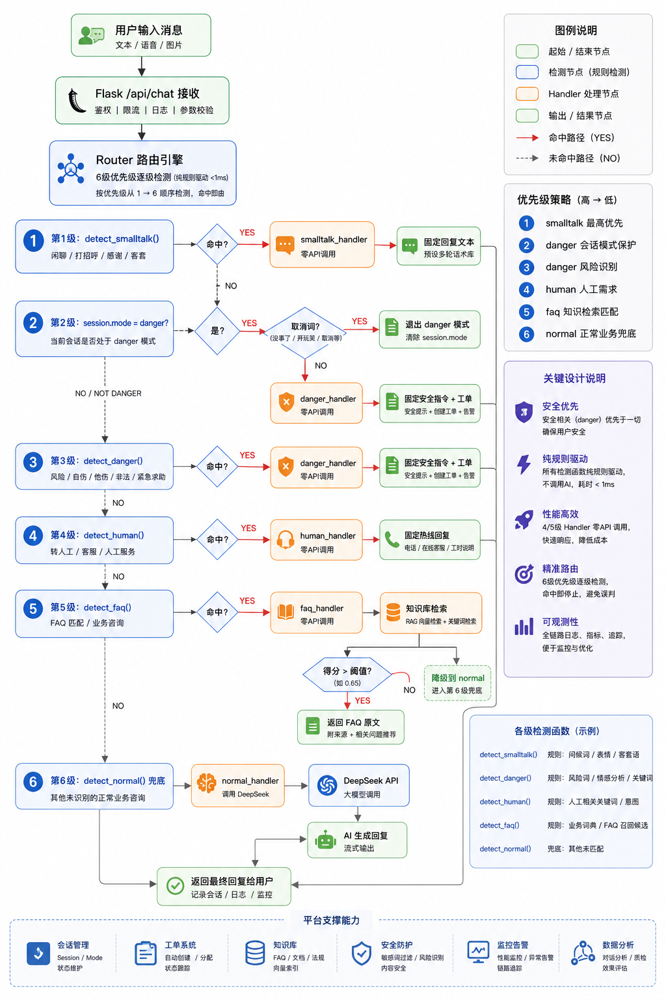 用户输入消息
文本 / 语音 / 图片
Flask /api/chat 接收
鉴权 | 限流 | 日志 | 参数校验
Router 路由引擎
6级优先级逐级检测 (纯规则驱动 <1ms)
按优先级从 1 → 6 顺序检测，命中即由
1
第1级：detect_smalltalk()
闲聊 / 打招呼 / 感谢 / 客套
命中?
YES
smalltalk_handler
零API调用
固定回复文本
预设多轮话术库
NO
2
第2级：session.mode = danger?
当前会话是否处于 danger 模式
是?
YES
取消词?
(没事了 / 开玩笑 / 取消等)
YES
退出 danger 模式
清除 session.mode
NO
danger_handler
零API调用
固定安全指令 + 工单
安全提示 + 创建工单 + 告警
NO / NOT DANGER
3
第3级：detect_danger()
风险 / 自伤 / 他伤 / 非法 / 紧急求助
命中?
YES
danger_handler
零API调用
固定安全指令 + 工单
安全提示 + 创建工单 + 告警
NO
4
第4级：detect_human()
转人工 / 客服 / 人工服务
命中?
YES
human_handler
零API调用
固定热线回复
电话 / 在线客服 / 工时说明
NO
5
第5级：detect_faq()
FAQ 匹配 / 业务咨询
命中?
YES
faq_handler
零API调用
知识库检索
RAG 向量检索 + 关键词检索
得分 > 阈值?
(如 0.65)
NO
降级到 normal
进入第 6 级兜底
YES
返回 FAQ 原文
附来源 + 相关问题推荐
NO
6
第6级：detect_normal() 兜底
其他未识别的正常业务咨询
normal_handler
调用 DeepSeek
DeepSeek API
大模型调用
AI 生成回复
流式输出
返回最终回复给用户
记录会话 / 日志 / 监控
图例说明
起始 / 结束节点
检测节点（规则检测）
Handler 处理节点
输出 / 结果节点
命中路径（YES）
未命中路径（NO）
优先级策略（高 → 低）
1 smalltalk 最高优先
2 danger 会话模式保护
3 danger 风险识别
4 human 人工需求
5 faq 知识检索匹配
6 normal 正常业务兜底
关键设计说明
安全优先
安全相关（danger）优先于一切
确保用户安全
纯规则驱动
所有检测函数纯规则驱动，
不调用AI，耗时 < 1ms
性能高效
4/5级 Handler 零API 调用，
快速响应，降低成本
精准路由
6级优先级逐级检测，
命中即停止，避免误判
可观测性
全链路日志、指标、追踪，
便于监控与优化
各级检测函数（示例）
detect_smalltalk() 规则：问候词 / 表情 / 客套语
detect_danger() 规则：风险词 / 情感分析 / 关键词
detect_human() 规则：人工相关关键词 / 意图
detect_faq() 规则：业务词典 / FAQ 召回候选
detect_normal() 兜底：其他未匹配
平台支撑能力
会话管理
Session / Mode
状态维护
工单系统
自动创建 / 分配
状态跟踪
知识库
FAQ / 文档 / 法规
向量索引
安全防护
敏感词过滤 / 风险识别
内容安全
监控告警
性能监控 / 异常告警
链路追踪
数据分析
对话分析 / 质检
效果评估